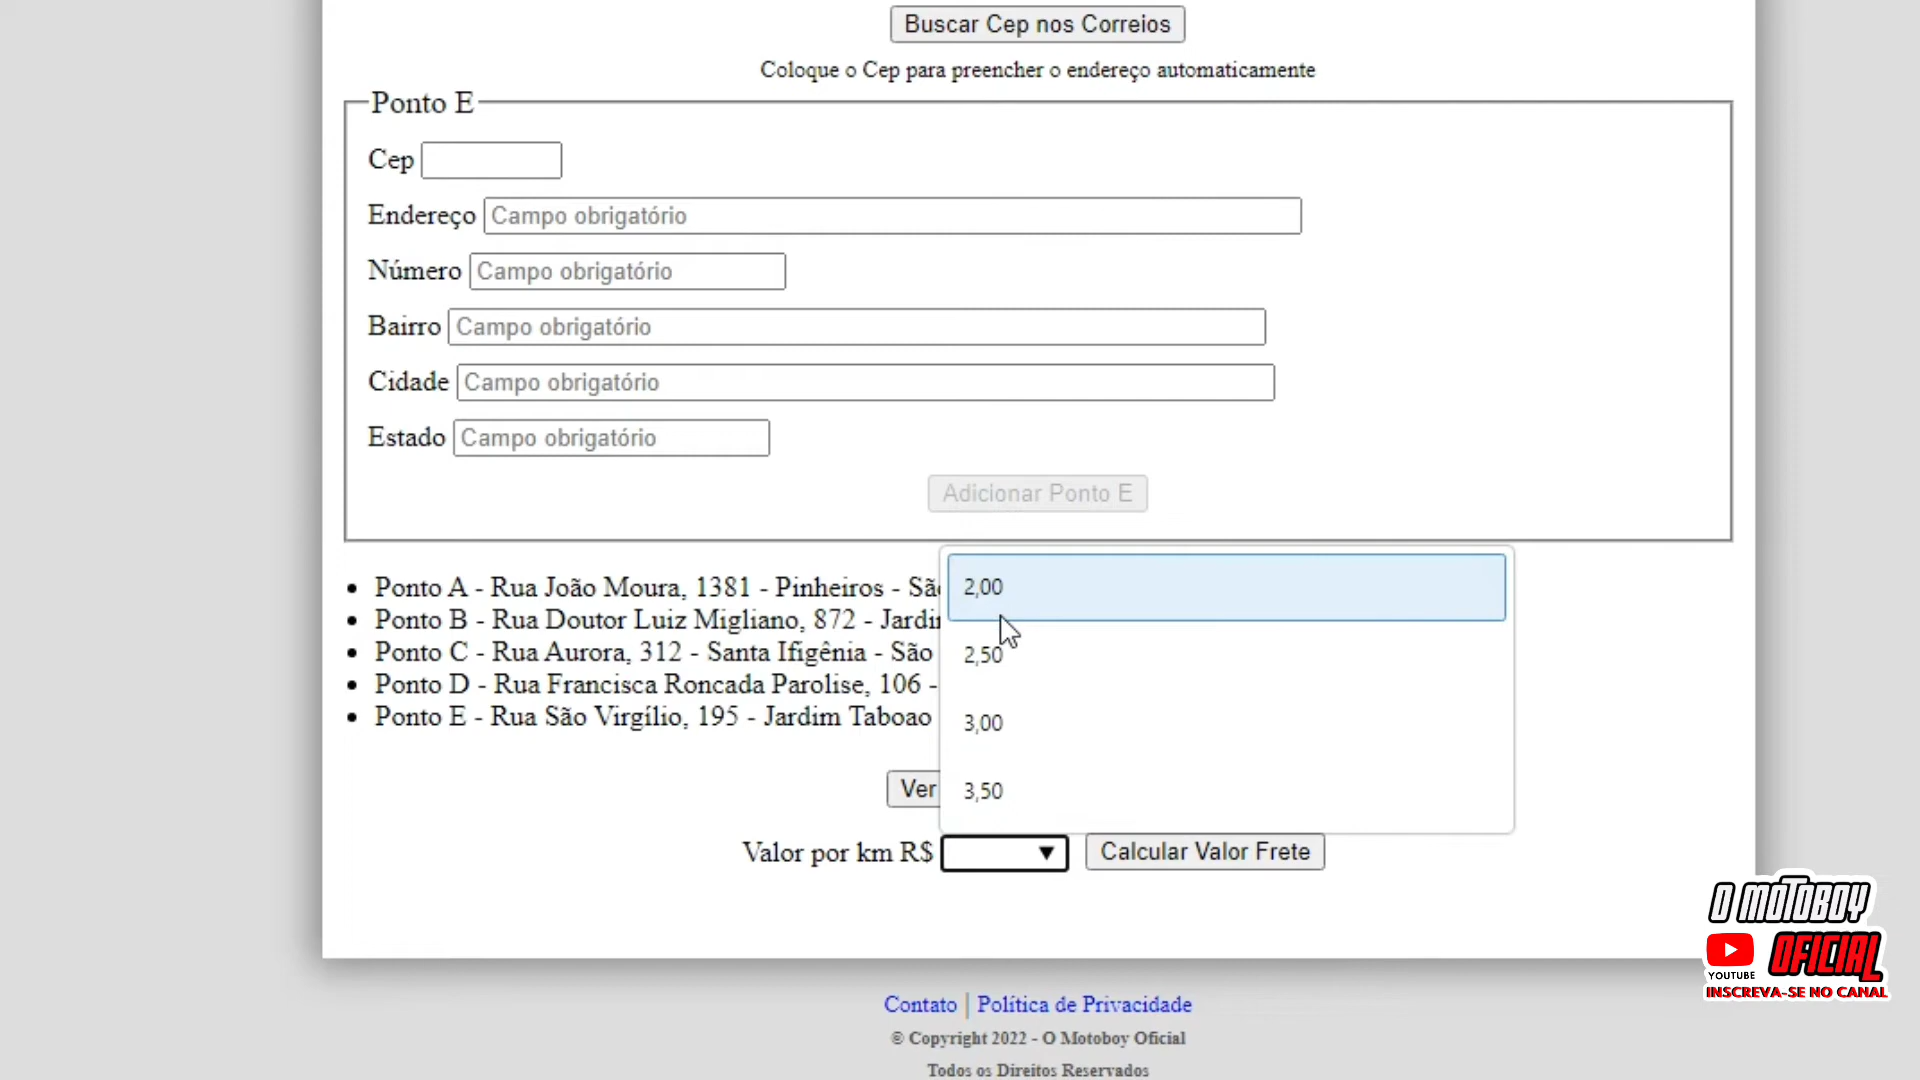 Buscar Cep nos Correios
Coloque o Cep para preencher o endereço automaticamente
Ponto E
Cep
Endereço Campo obrigatório
Número Campo obrigatório
Bairro Campo obrigatório
Cidade Campo obrigatório
Estado Campo obrigatório
Adicionar Ponto E
Ponto A - Rua João Moura, 1381 - Pinheiros -
Ponto B - Rua Doutor Luiz Migliano, 872 -
Ponto C - Rua Aurora, 312 - Santa Ifigênia - São
Ponto D - Rua Francisca Roncada Parolise, 106 -
Ponto E - Rua São Virgílio, 195 - Jardim Taboao
2,00
2,50
3,00
3,50
Ver
Valor por km R$ Calcular Valor Frete
O MOTOBOY
OFICIAL
YOUTUBE
INSCREVA-SE NO CANAL
Contato | Política de Privacidade
© Copyright 2022 - O Motoboy Oficial
Todos os Direitos Reservados